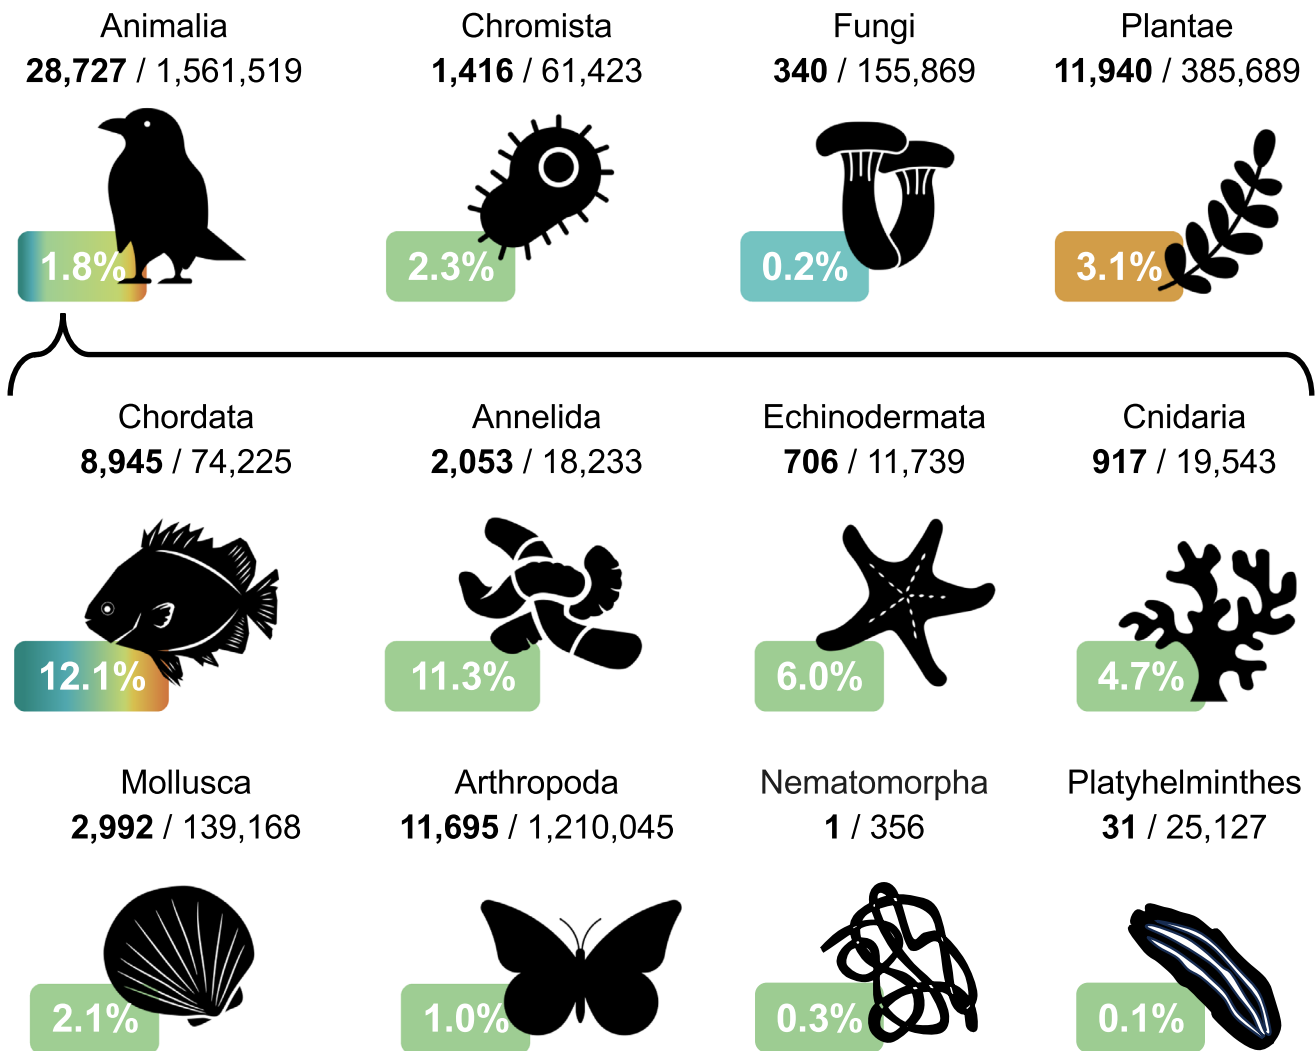 Animalia
28,727 / 1,561,519
1.8%
Chromista
1,416 / 61,423
2.3%
Fungi
340 / 155,869
0.2%
Plantae
11,940 / 385,689
3.1%
Chordata
8,945 / 74,225
12.1%
Annelida
2,053 / 18,233
11.3%
Echinodermata
706 / 11,739
6.0%
Cnidaria
917 / 19,543
4.7%
Mollusca
2,992 / 139,168
2.1%
Arthropoda
11,695 / 1,210,045
1.0%
Nematomorpha
1 / 356
0.3%
Platyhelminthes
31 / 25,127
0.1%